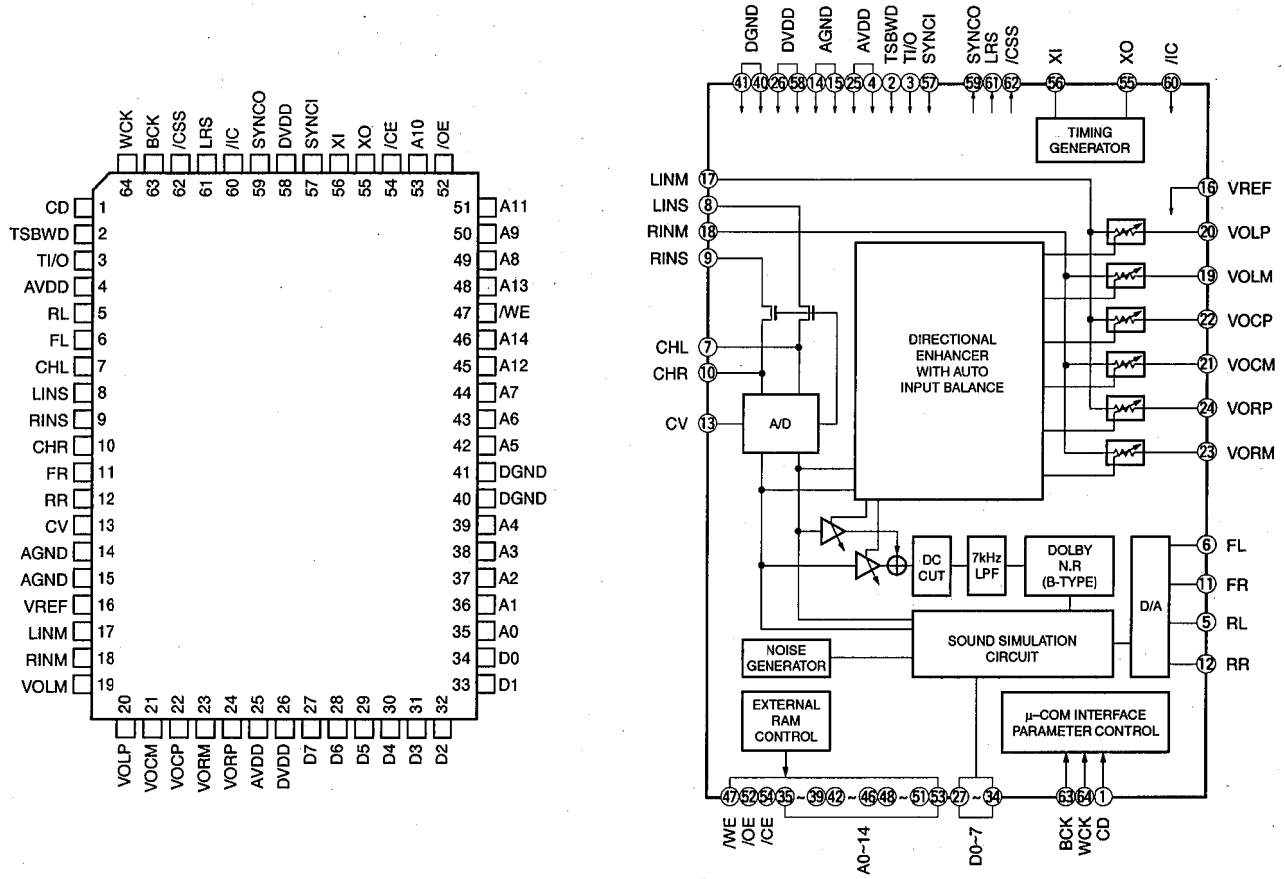 WCK
BCK
/CSS
LRS
/IC
SYNCO
DVDD
SYNCI
XI
XO
/CE
A10
/OE
64
63
62
61
60
59
58
57
56
55
54
53
52
CD 1
TSBWD 2
TI/O 3
AVDD 4
RL 5
FL 6
CHL 7
LINS 8
RINS 9
CHR 10
FR 11
RR 12
CV 13
AGND 14
AGND 15
VREF 16
LINM 17
RINM 18
VOLM 19
51 A11
50 A9
49 A8
48 A13
47 /WE
46 A14
45 A12
44 A7
43 A6
42 A5
41 DGND
40 DGND
39 A4
38 A3
37 A2
36 A1
35 A0
34 D0
33 D1
20
21
22
23
24
25
26
27
28
29
30
31
32
VOLP
VOCM
VOCP
VORM
VORP
AVDD
DVDD
D7
D6
D5
D4
D3
D2
DGND
DVDD
AGND
AVDD
TSBWD
TI/O
SYNCI
SYNCO
LRS
/CSS
XI
XO
/IC
41
40
26
58
14
15
25
4
2
3
57
59
61
62
56
55
60
TIMING
GENERATOR
LINM 17
LINS 8
RINM 18
RINS 9
CHL 7
CHR 10
CV 13
16 VREF
20 VOLP
19 VOLM
22 VOCP
21 VOCM
24 VORP
23 VORM
DIRECTIONAL
ENHANCER
WITH AUTO
INPUT BALANCE
A/D
DC
CUT
7kHz
LPF
DOLBY
N.R
(B-TYPE)
D/A
6 FL
11 FR
5 RL
12 RR
SOUND SIMULATION
CIRCUIT
NOISE
GENERATOR
EXTERNAL
RAM
CONTROL
μ-COM INTERFACE
PARAMETER CONTROL
47 52 54 35 ~ 39 42 ~ 46 48 ~ 51 53 27 ~ 34 63 64 1
/WE
/OE
/CE
A0~14
D0~7
BCK
WCK
CD